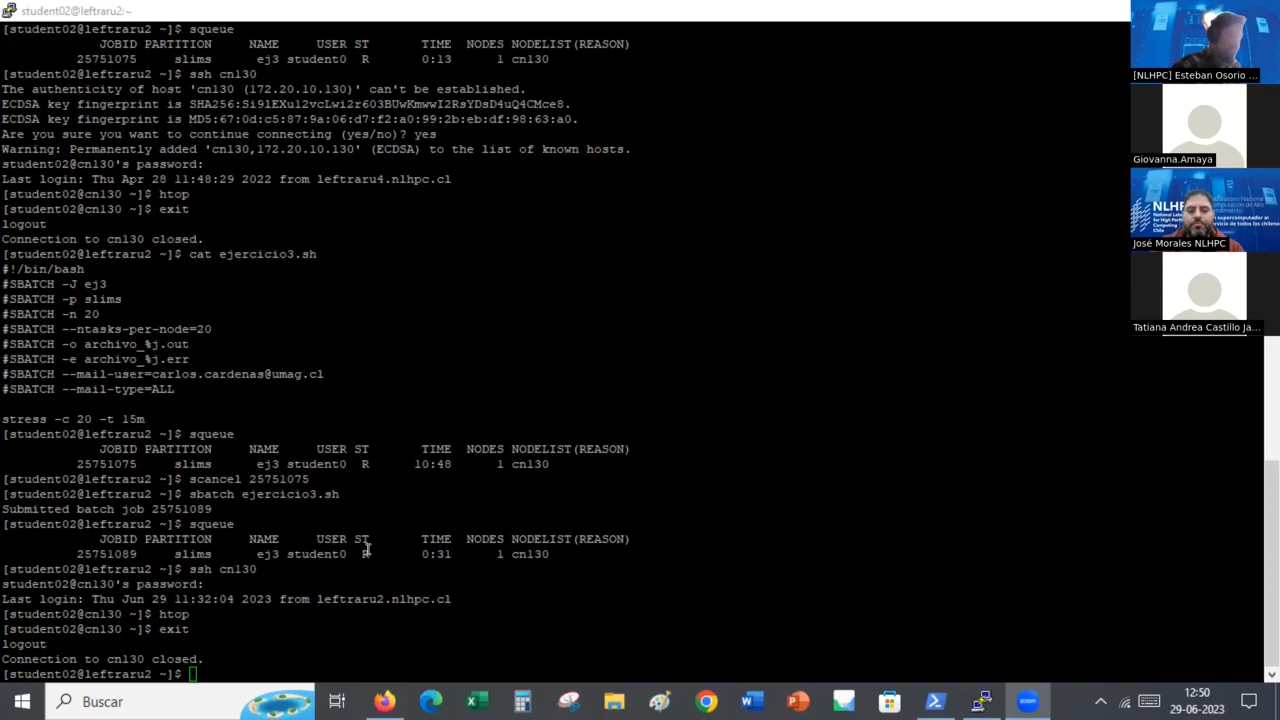 student02@leftraru2:~
[student02@leftraru2 ~]$ squeue
JOBID PARTITION NAME USER ST TIME NODES NODELIST(REASON)
25751075 slims ej3 student0 R 0:13 1 cn130
[student02@leftraru2 ~]$ ssh cn130
The authenticity of host 'cn130 (172.20.10.130)' can't be established.
ECDSA key fingerprint is SHA256:Si9lEXul2vcLwi2r603BUwKmwwI2RsYDsD4uQ4CMce8.
ECDSA key fingerprint is MD5:67:0d:c5:87:9a:06:d7:f2:a0:99:2b:eb:df:98:63:a0.
Are you sure you want to continue connecting (yes/no)? yes
Warning: Permanently added 'cn130,172.20.10.130' (ECDSA) to the list of known hosts.
student02@cn130's password:
Last login: Thu Apr 28 11:48:29 2022 from leftraru4.nlhpc.cl
[student02@cn130 ~]$ htop
[student02@cn130 ~]$ exit
logout
Connection to cn130 closed.
[student02@leftraru2 ~]$ cat ejercicio3.sh
#!/bin/bash
#SBATCH -J ej3
#SBATCH -p slims
#SBATCH -n 20
#SBATCH --ntasks-per-node=20
#SBATCH -o archivo_%j.out
#SBATCH -e archivo_%j.err
#SBATCH --mail-user=carlos.cardenas@umag.cl
#SBATCH --mail-type=ALL
stress -c 20 -t 15m
[student02@leftraru2 ~]$ squeue
JOBID PARTITION NAME USER ST TIME NODES NODELIST(REASON)
25751075 slims ej3 student0 R 10:48 1 cn130
[student02@leftraru2 ~]$ scancel 25751075
[student02@leftraru2 ~]$ sbatch ejercicio3.sh
Submitted batch job 25751089
[student02@leftraru2 ~]$ squeue
JOBID PARTITION NAME USER ST TIME NODES NODELIST(REASON)
25751089 slims ej3 student0 R 0:31 1 cn130
[student02@leftraru2 ~]$ ssh cn130
student02@cn130's password:
Last login: Thu Jun 29 11:32:04 2023 from leftraru2.nlhpc.cl
[student02@cn130 ~]$ htop
[student02@cn130 ~]$ exit
logout
Connection to cn130 closed.
[student02@leftraru2 ~]$
[NLHPC] Esteban Osorio ...
Giovanna.Amaya
NLHPC
José Morales NLHPC
Tatiana Andrea Castillo Ja...
Buscar
zoom
12:50
29-06-2023